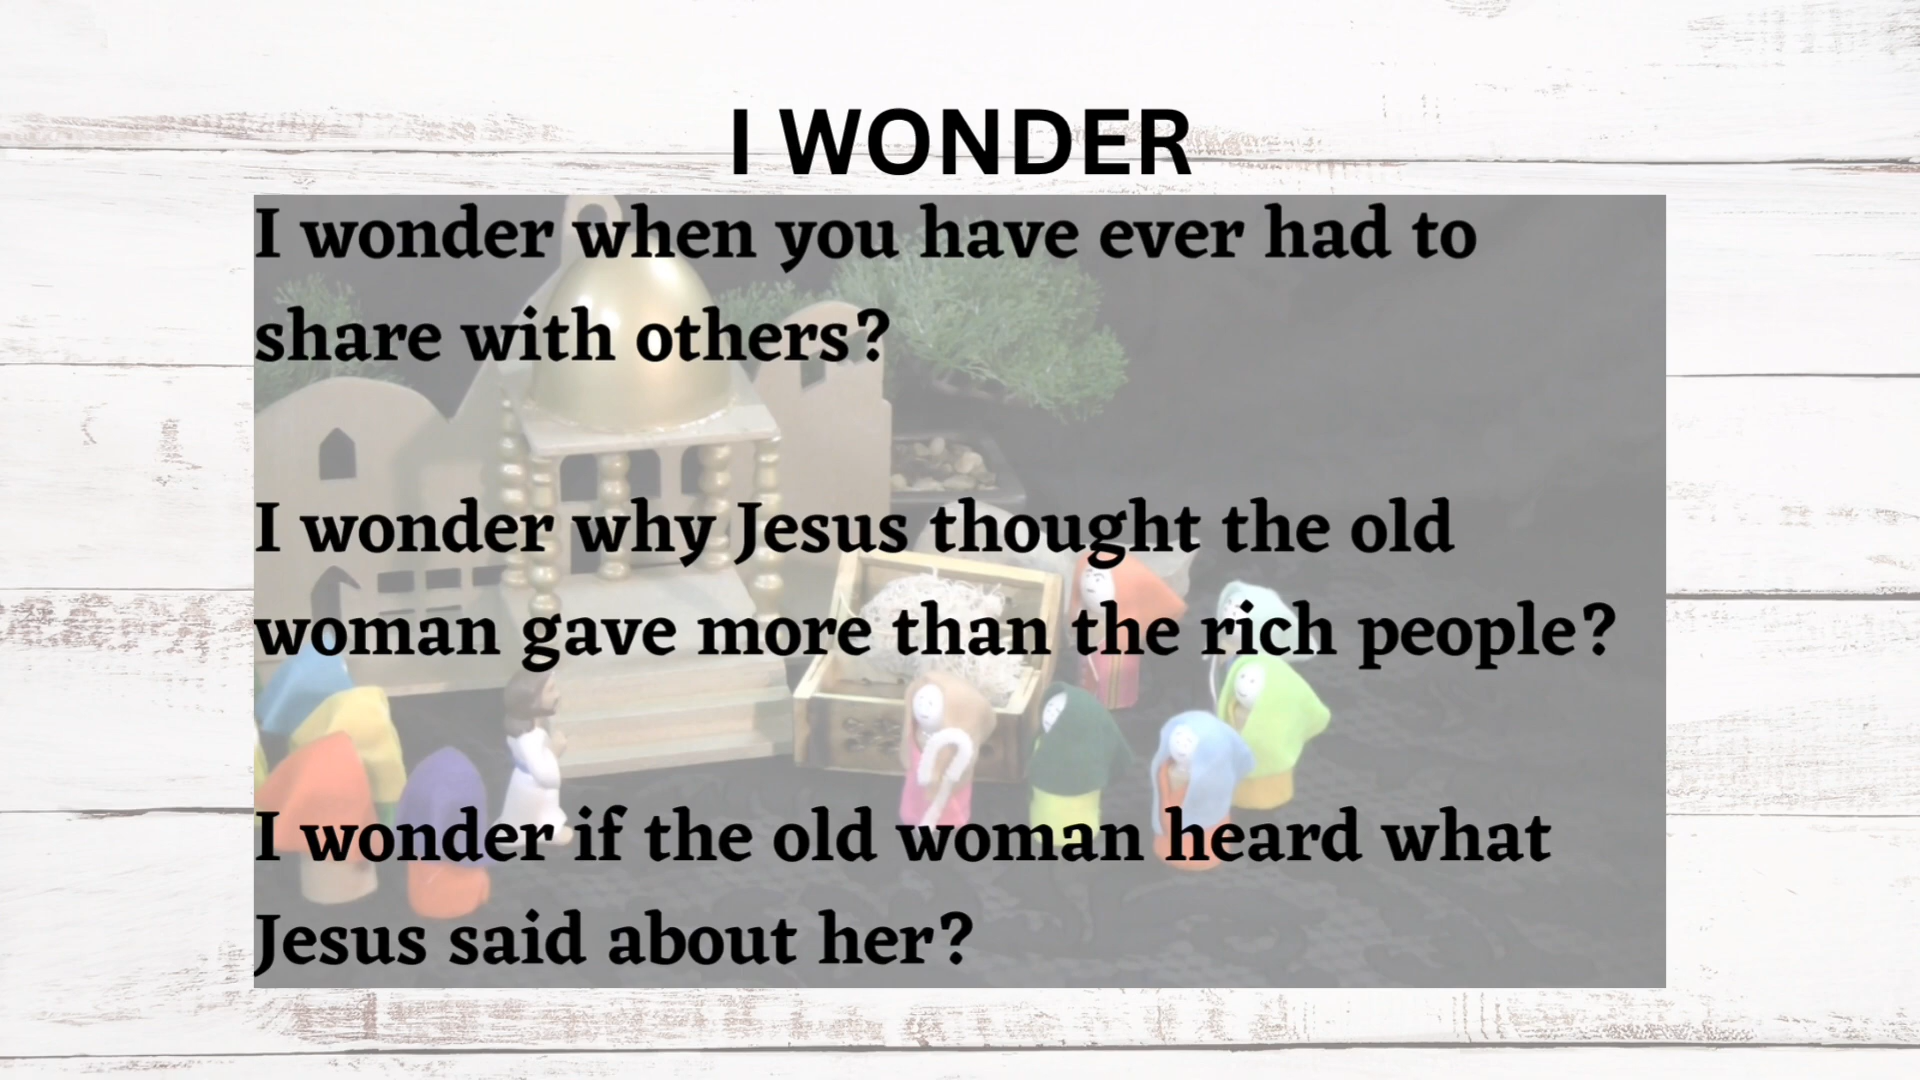 I WONDER
I wonder when you have ever had to
share with others?
I wonder why Jesus thought the old
woman gave more than the rich people?
I wonder if the old woman heard what
Jesus said about her?